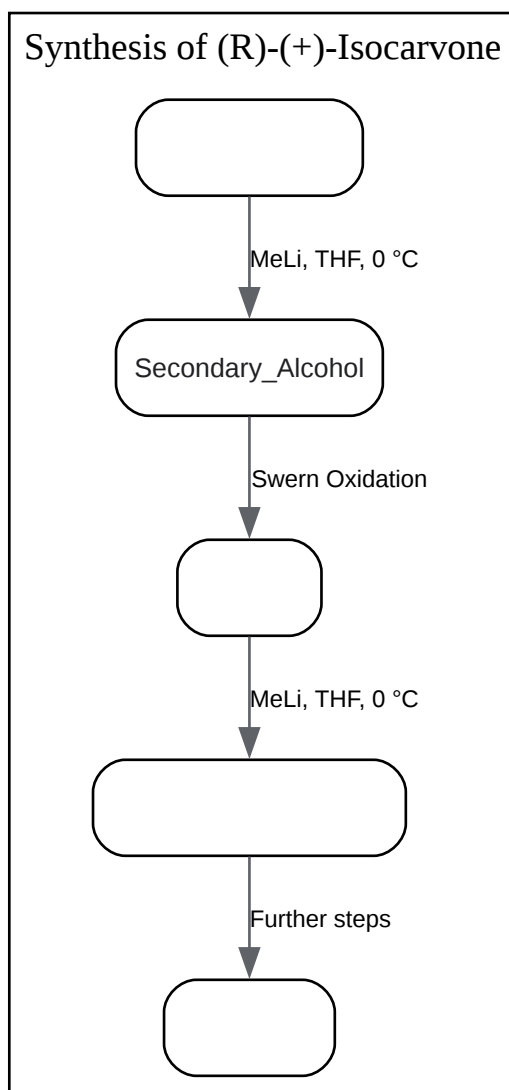 Synthesis of (R)-(+)-Isocarvone
MeLi, THF, 0 °C
Secondary_Alcohol
Swern Oxidation
MeLi, THF, 0 °C
Further steps